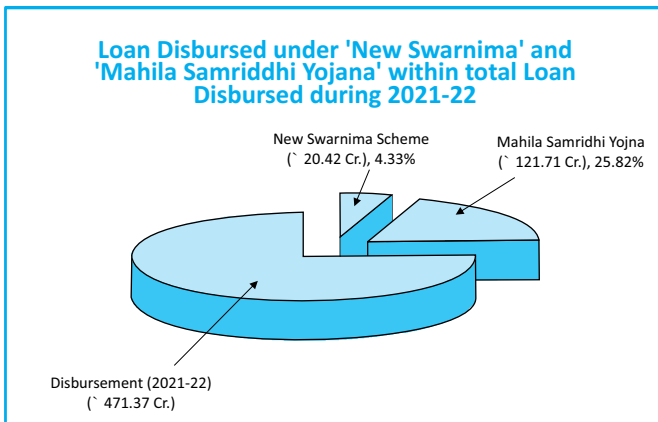 Loan Disbursed under 'New Swarnima' and
'Mahila Samriddhi Yojana' within total Loan
Disbursed during 2021-22
New Swarnima Scheme
(` 20.42 Cr.), 4.33%
Mahila Samridhi Yojna
(` 121.71 Cr.), 25.82%
Disbursement (2021-22)
(` 471.37 Cr.)